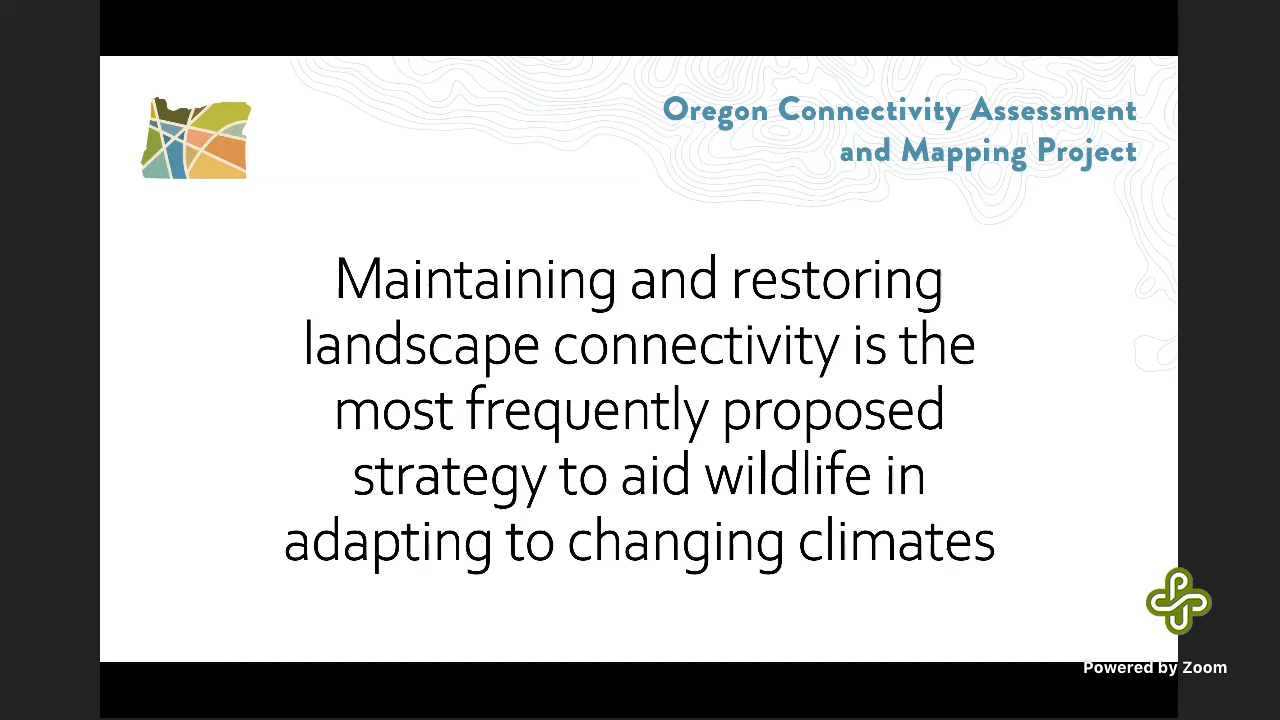 Oregon Connectivity Assessment
and Mapping Project
Maintaining and restoring
landscape connectivity is the
most frequently proposed
strategy to aid wildlife in
adapting to changing climates
PSU
Powered by Zoom